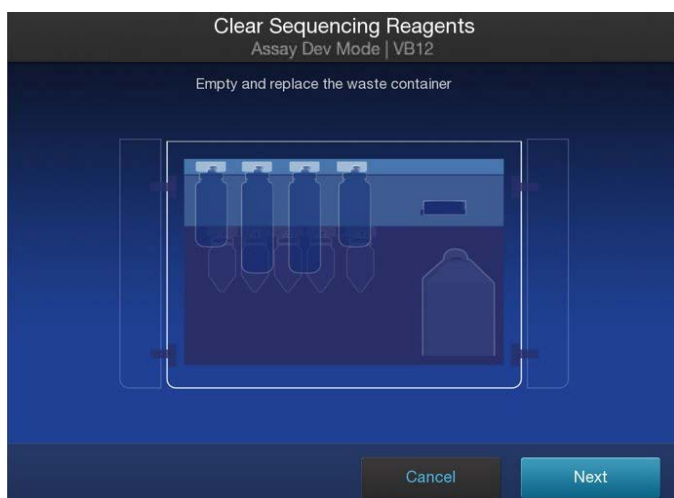 Clear Sequencing Reagents
Assay Dev Mode | VB12
Empty and replace the waste container
Cancel
Next